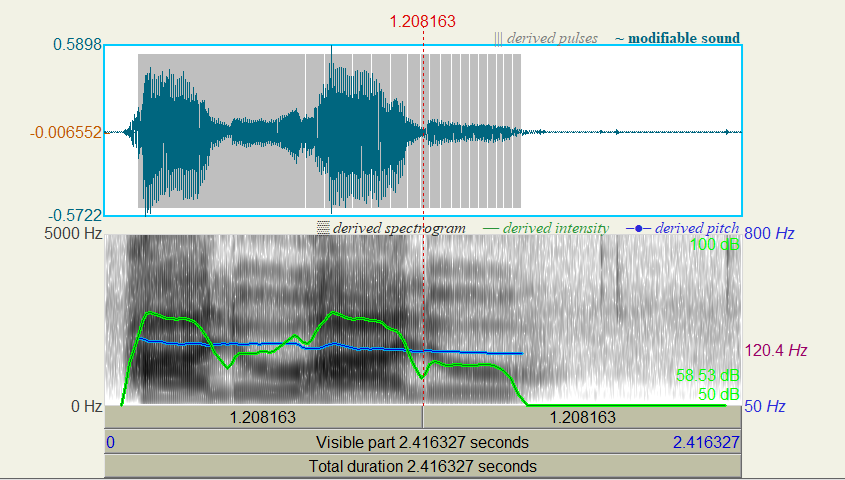 1.208163
derived pulses ~ modifiable sound
0.5898
-0.006552
-0.5722
derived spectrogram derived intensity derived pitch
5000 Hz 800 Hz
100 dB
120.4 Hz
58.53 dB
50 dB
0 Hz 50 Hz
1.208163 1.208163
0 Visible part 2.416327 seconds 2.416327
Total duration 2.416327 seconds